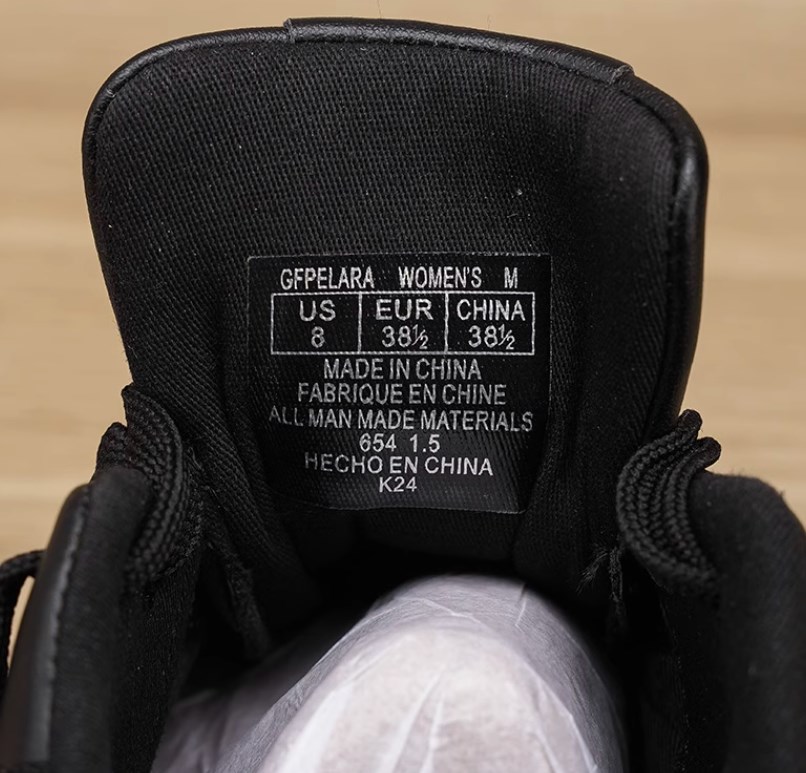 GFPELARA WOMEN'S M
US EUR CHINA
8 38½ 38½
MADE IN CHINA
FABRIQUE EN CHINE
ALL MAN MADE MATERIALS
654 1.5
HECHO EN CHINA
K24